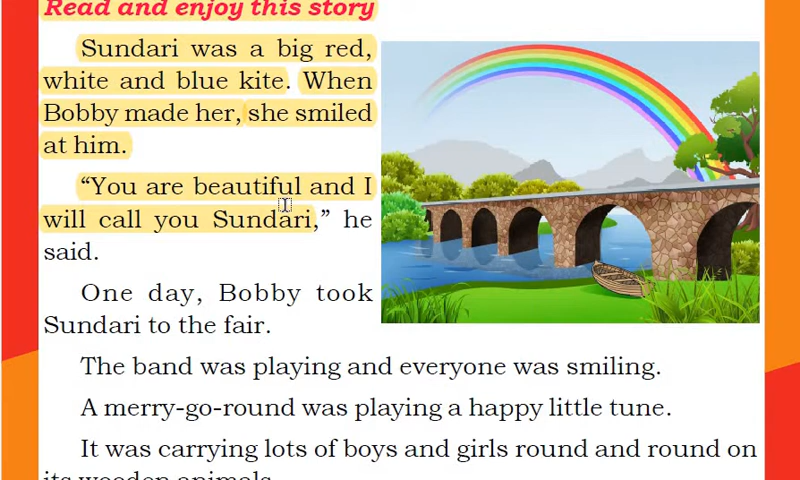 Read and enjoy this story
Sundari was a big red,
white and blue kite. When
Bobby made her, she smiled
at him.
“You are beautiful and I
will call you Sundari,” he
said.
One day, Bobby took
Sundari to the fair.
The band was playing and everyone was smiling.
A merry-go-round was playing a happy little tune.
It was carrying lots of boys and girls round and round on
its wooden animals.